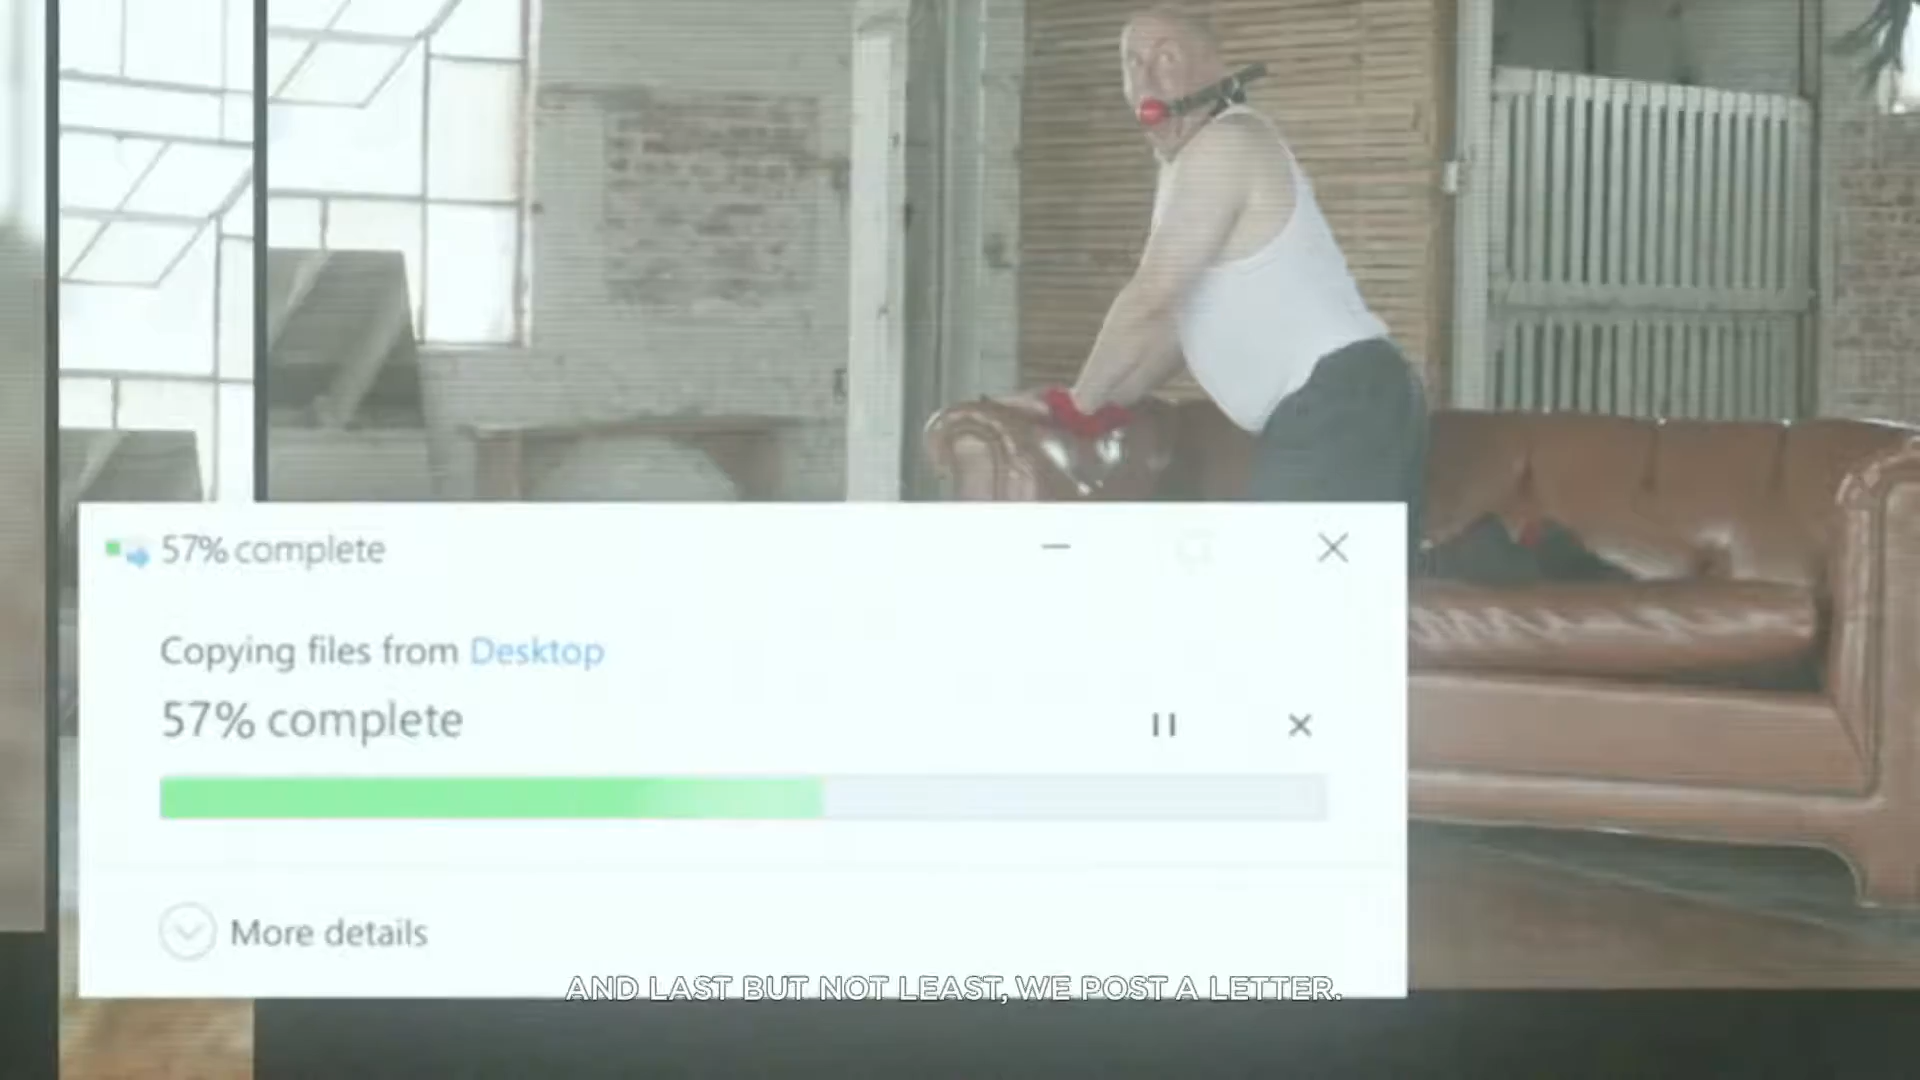 57% complete
Copying files from Desktop
57% complete
More details
AND LAST BUT NOT LEAST, WE POST A LETTER.